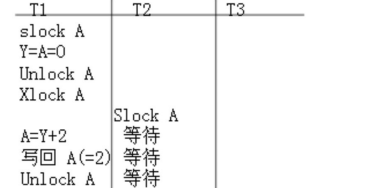 T1 T2 T3
slock A
Y=A=0
Unlock A
Xlock A
Slock A
A=Y+2 等待
写回 A(=2) 等待
Unlock A 等待